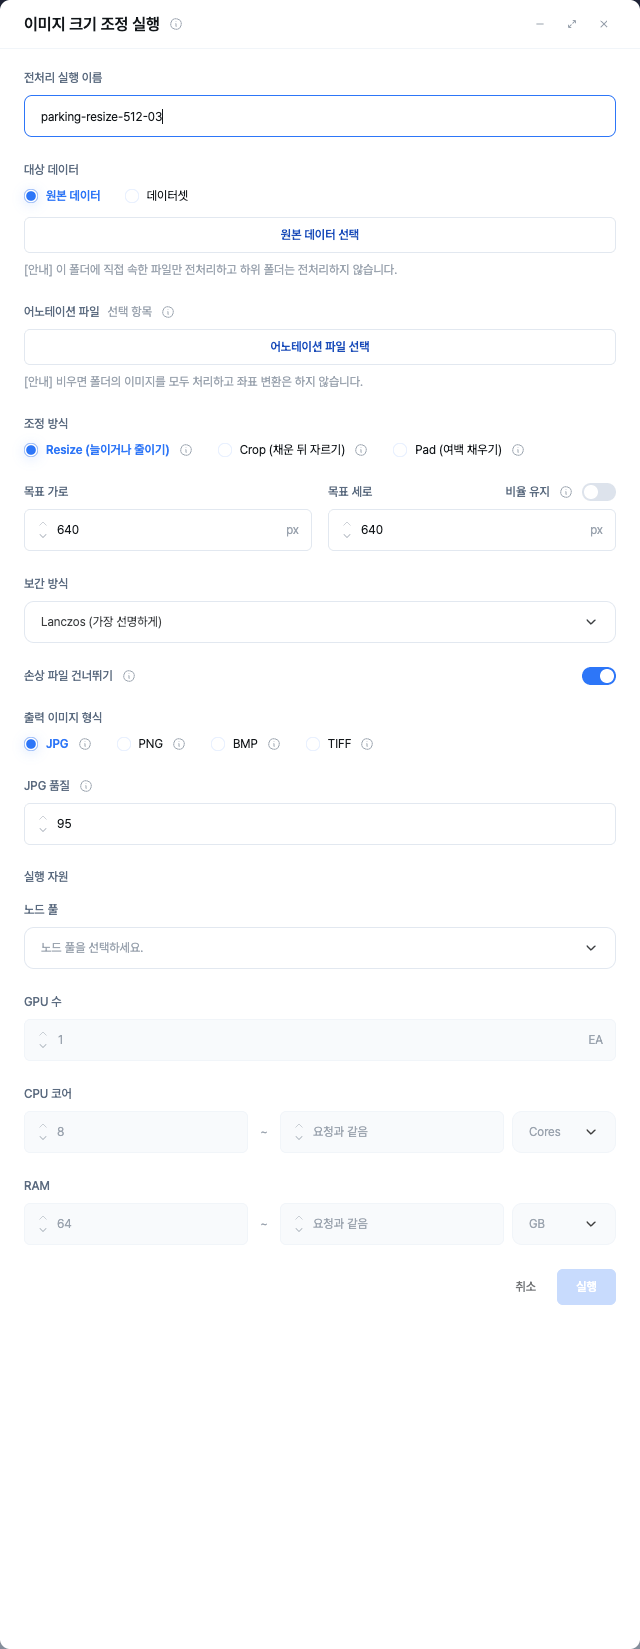 이미지 크기 조정 실행
전처리 실행 이름
parking-resize-512-03
대상 데이터
원본 데이터 데이터셋
원본 데이터 선택
[안내] 이 폴더에 직접 속한 파일만 전처리하고 하위 폴더는 전처리하지 않습니다.
어노테이션 파일 선택 항목
어노테이션 파일 선택
[안내] 비우면 폴더의 이미지를 모두 처리하고 좌표 변환은 하지 않습니다.
조정 방식
Resize (늘이거나 줄이기) Crop (채운 뒤 자르기) Pad (여백 채우기)
목표 가로 목표 세로 비율 유지
640 px 640 px
보간 방식
Lanczos (가장 선명하게)
손상 파일 건너뛰기
출력 이미지 형식
JPG PNG BMP TIFF
JPG 품질
95
실행 자원
노드 풀
노드 풀을 선택하세요.
GPU 수
1 EA
CPU 코어
8 ~ 요청과 같음 Cores
RAM
64 ~ 요청과 같음 GB
취소 실행